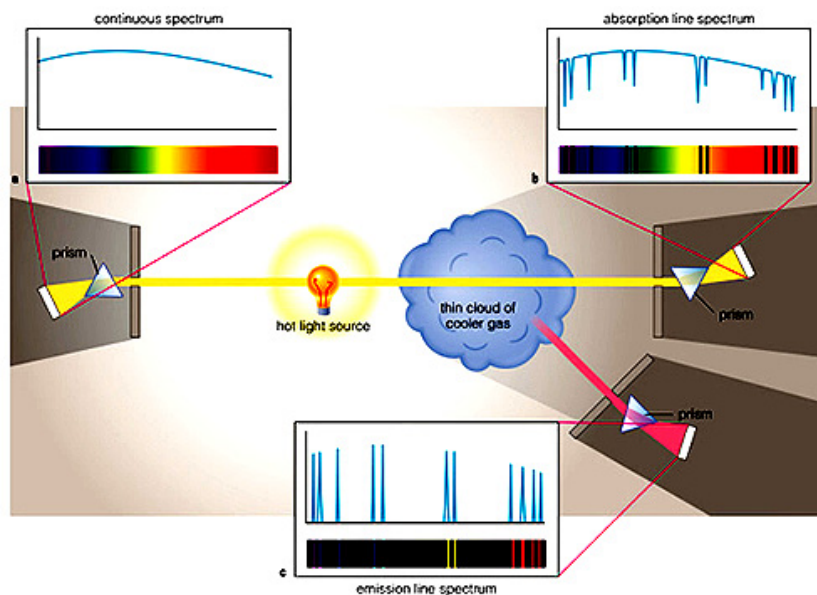 continuous spectrum
absorption line spectrum
a
b
prism
hot light source
thin cloud of
cooler gas
prism
prism
c
emission line spectrum